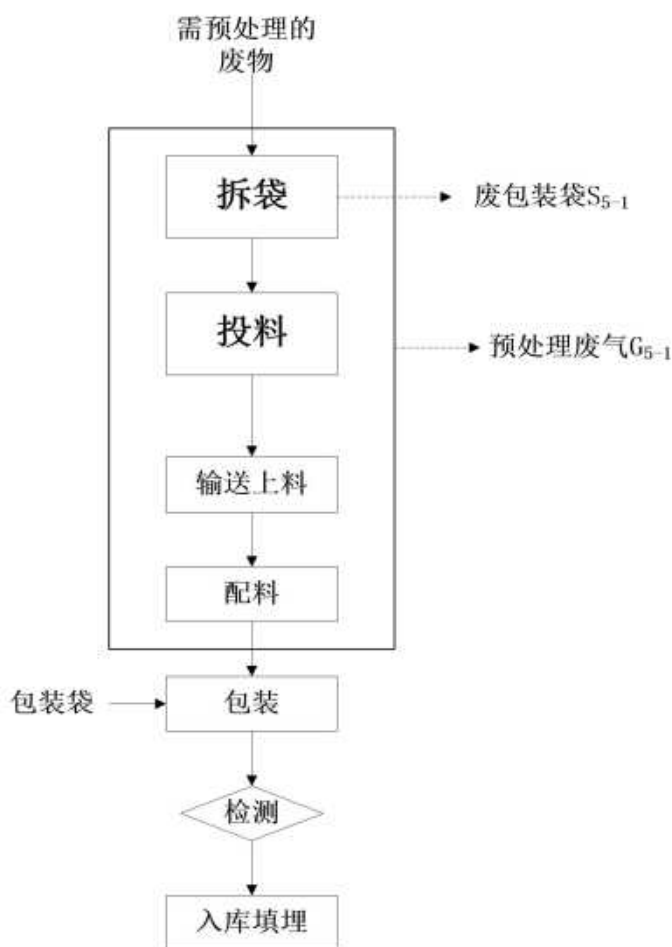 需预处理的
废物
拆袋
废包装袋S5-1
投料
预处理废气G5-1
输送上料
配料
包装袋
包装
检测
入库填埋